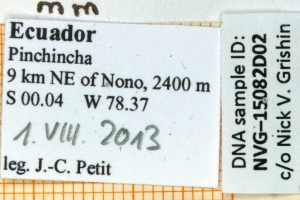 Ecuador
Pinchincha
9 km NE of Nono, 2400 m
S 00.04 W 78.37
1. VIII. 2013
leg. J.-C. Petit
DNA sample ID:
NVG-15082D02
c/o Nick V. Grishin